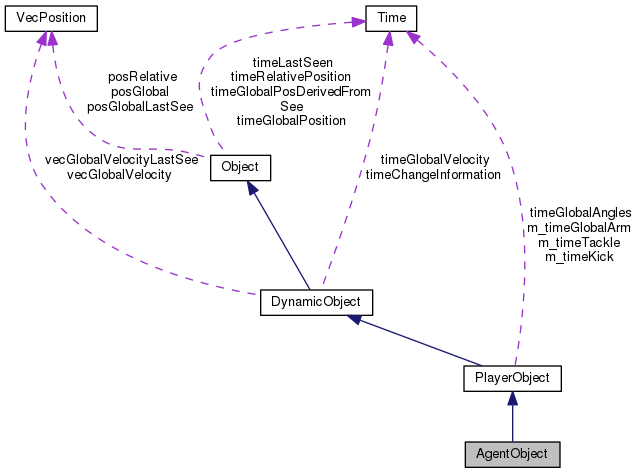 VecPosition
Time
posRelative
posGlobal
posGlobalLastSee
timeLastSeen
timeRelativePosition
timeGlobalPosDerivedFrom
See
timeGlobalPosition
Object
vecGlobalVelocityLastSee
vecGlobalVelocity
timeGlobalVelocity
timeChangeInformation
timeGlobalAngles
m_timeGlobalArm
m_timeTackle
m_timeKick
DynamicObject
PlayerObject
AgentObject